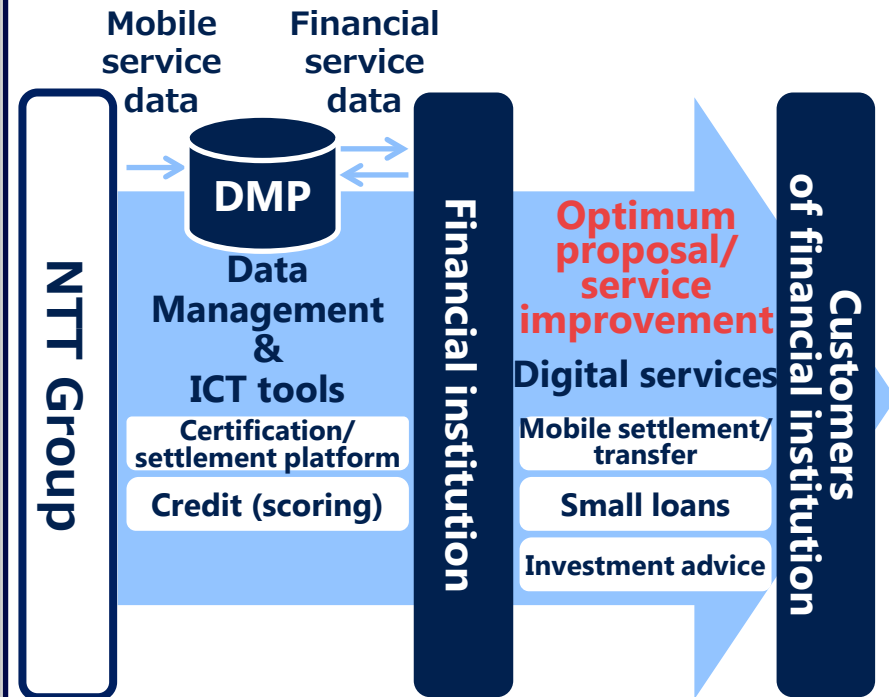 Mobile
service
data
Financial
service
data
NTT Group
DMP
Data
Management
&
ICT tools
Certification/
settlement platform
Credit (scoring)
Financial institution
Optimum
proposal/
service
improvement
Digital services
Mobile settlement/
transfer
Small loans
Investment advice
Customers
of financial institution